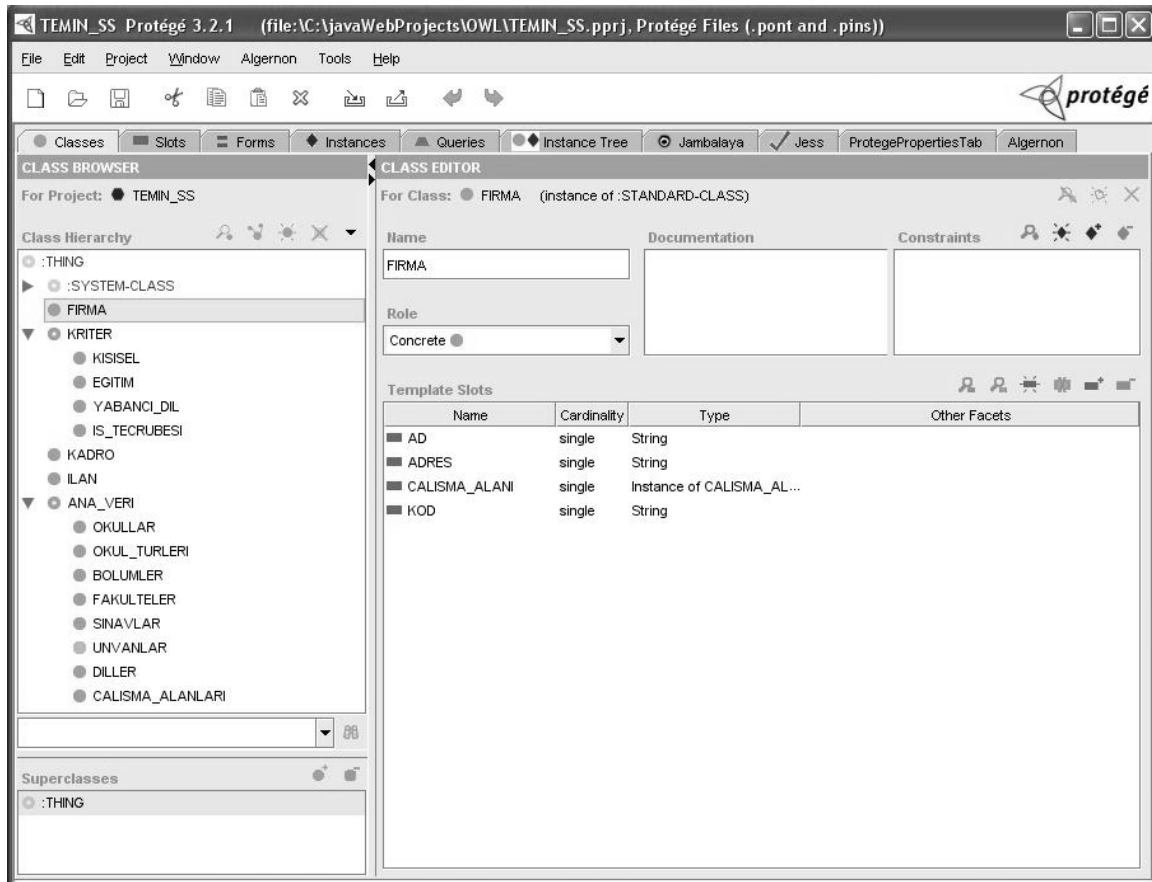 TEMIN_SS Protégé 3.2.1 (file:\C:\javaWebProjects\OWL\TEMIN_SS.pprj, Protégé Files (.pont and .pins))
File Edit Project Window Algernon Tools Help
protégé
Classes Slots Forms Instances Queries Instance Tree Jambalaya Jess ProtegePropertiesTab Algernon
CLASS BROWSER
For Project: TEMIN_SS
Class Hierarchy
:THING
:SYSTEM-CLASS
FIRMA
KRITER
KISISEL
EGITIM
YABANCI_DIL
IS_TECRUBESI
KADRO
ILAN
ANA_VERI
OKULLAR
OKUL_TURLERI
BOLUMLER
FAKULTELER
SINAVLAR
UNVANLAR
DILLER
CALISMA_ALANLARI
Superclasses
:THING
CLASS EDITOR
For Class: FIRMA (instance of :STANDARD-CLASS)
Name Documentation Constraints
FIRMA
Role
Concrete
Template Slots
Name Cardinality Type Other Facets
AD single String
ADRES single String
CALISMA_ALANI single Instance of CALISMA_AL...
KOD single String